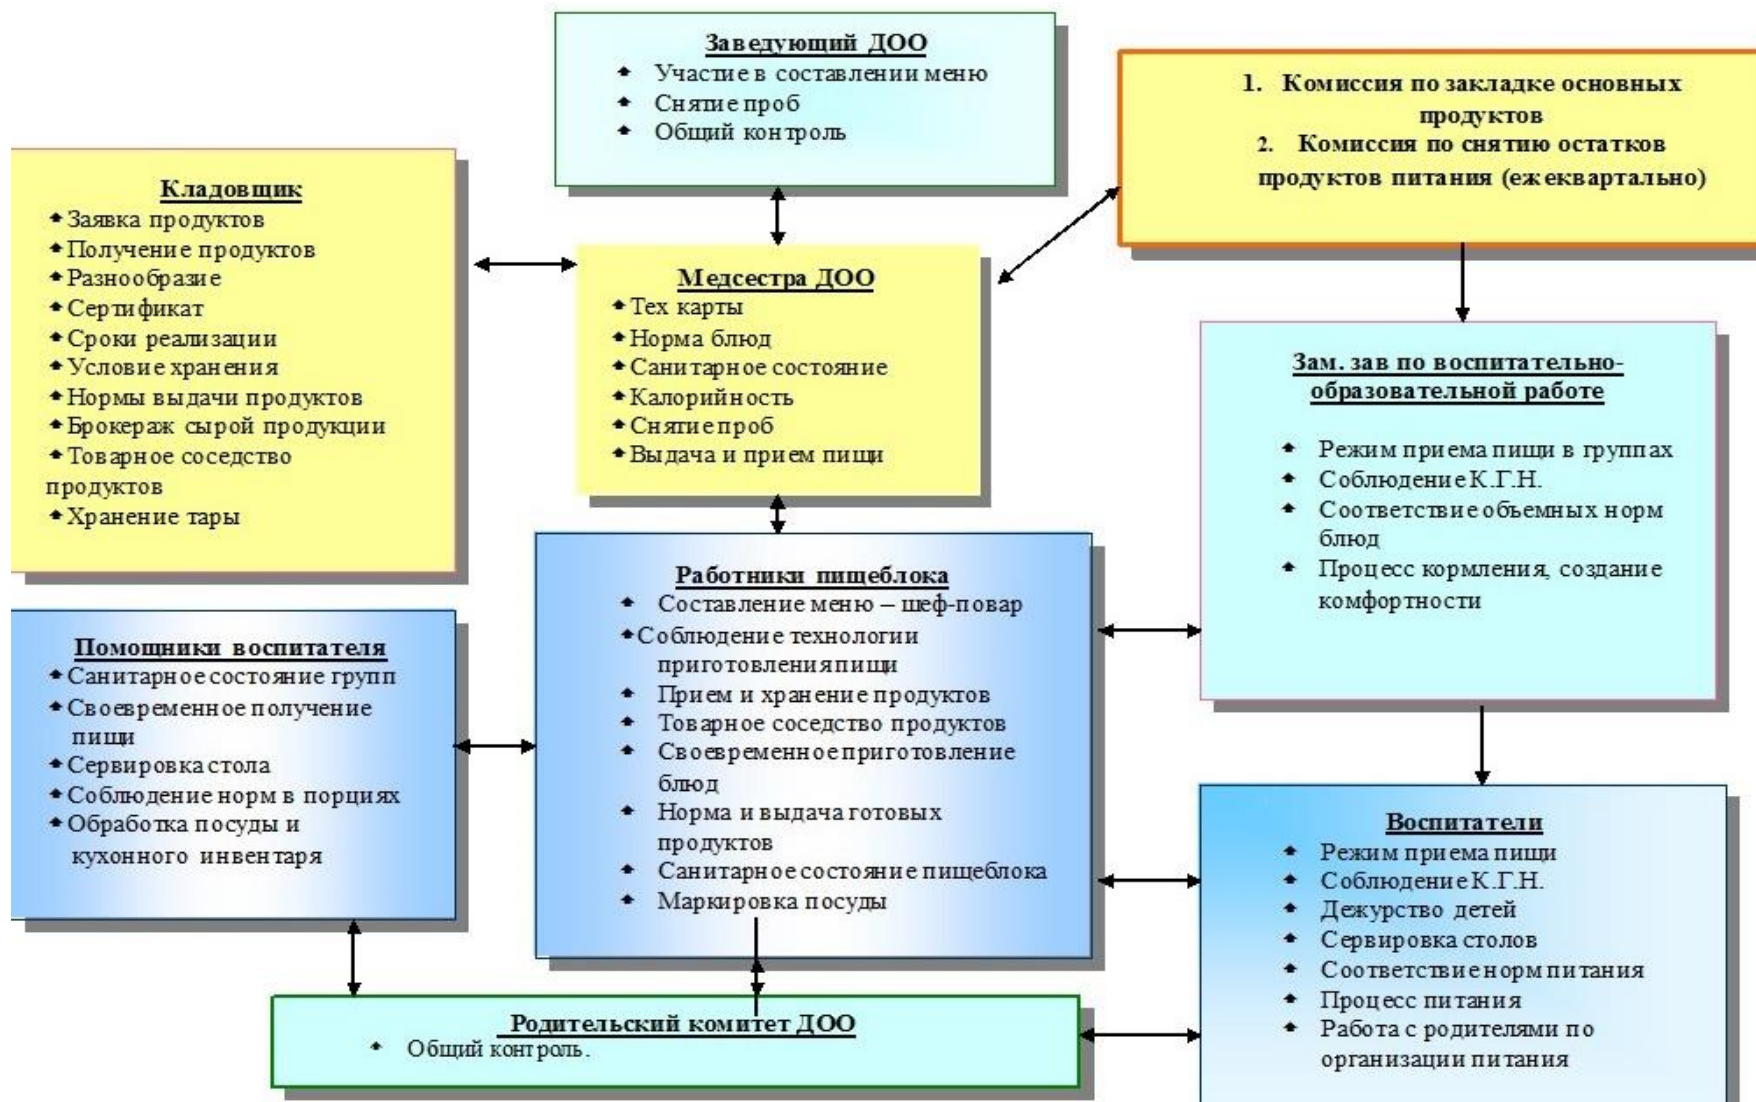 Заведующий ДОО
Участие в составлении меню
Снятие проб
Общий контроль
1. Комиссия по закладке основных
продуктов
2. Комиссия по снятию остатков
продуктов питания (ежеквартально)
Кладовщик
Заявка продуктов
Получение продуктов
Разнообразие
Сертификат
Сроки реализации
Условие хранения
Нормы выдачи продуктов
Брокераж сырой продукции
Товарное соседство
продуктов
Хранение тары
Медсестра ДОО
Тех карты
Норма блюд
Санитарное состояние
Калорийность
Снятие проб
Выдача и прием пищи
Зам. зав по воспитательно-
образовательной работе
Режим приема пищи в группах
Соблюдение К.Г.Н.
Соответствие объемных норм
блюд
Процесс кормления, создание
комфортности
Помощники воспитателя
Санитарное состояние групп
Своевременное получение
пищи
Сервировка стола
Соблюдение норм в порциях
Обработка посуды и
кухонного инвентаря
Работники пищеблока
Составление меню – шеф-повар
Соблюдение технологии
приготовления пищи
Прием и хранение продуктов
Товарное соседство продуктов
Своевременное приготовление
блюд
Норма и выдача готовых
продуктов
Санитарное состояние пищеблока
Маркировка посуды
Воспитатели
Режим приема пищи
Соблюдение К.Г.Н.
Дежурство детей
Сервировка столов
Соответствие норм питания
Процесс питания
Работа с родителями по
организации питания
Родительский комитет ДОО
Общий контроль.